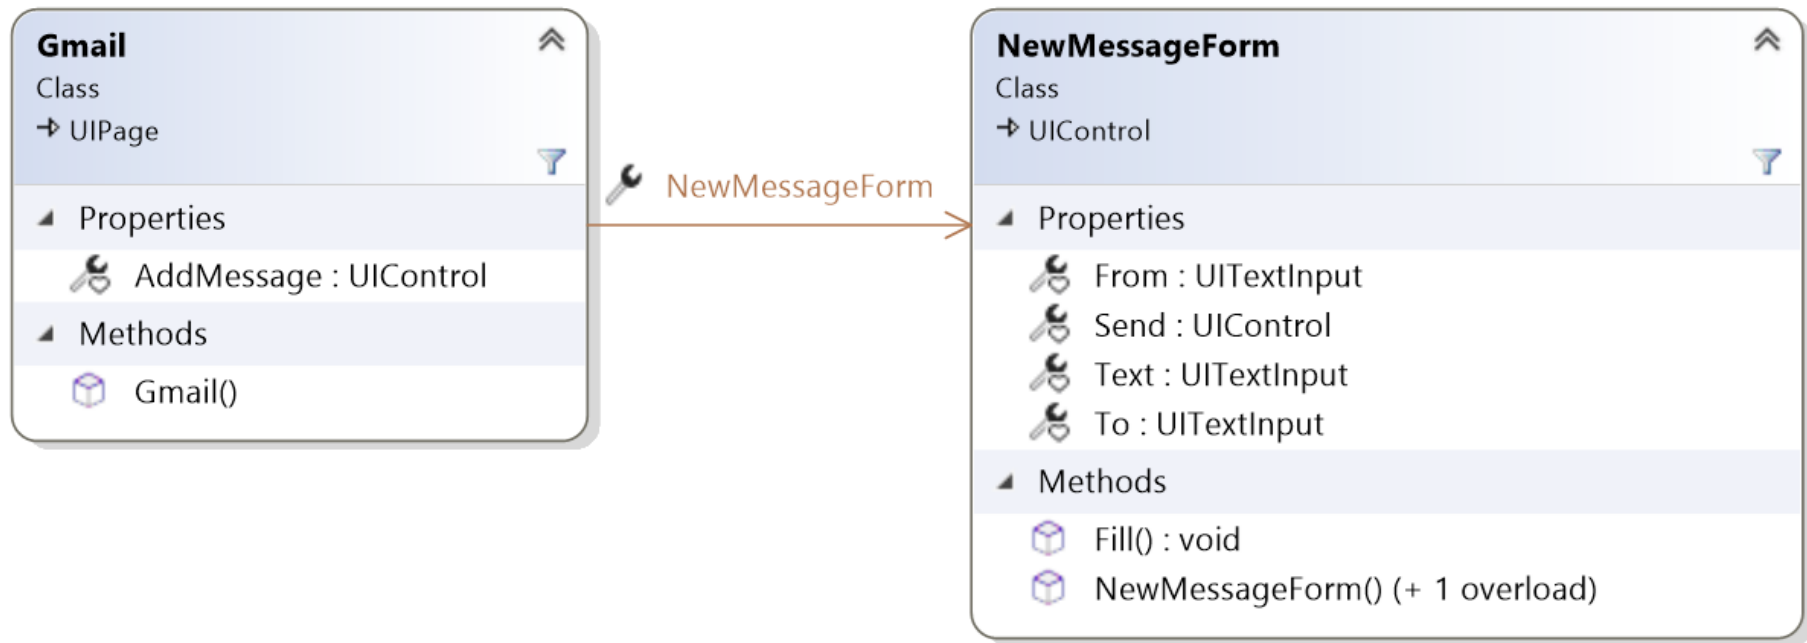 Gmail
Class
UIPage
Properties
AddMessage : UIControl
Methods
Gmail()
NewMessageForm
NewMessageForm
Class
UIControl
Properties
From : UITextInput
Send : UIControl
Text : UITextInput
To : UITextInput
Methods
Fill() : void
NewMessageForm() (+ 1 overload)